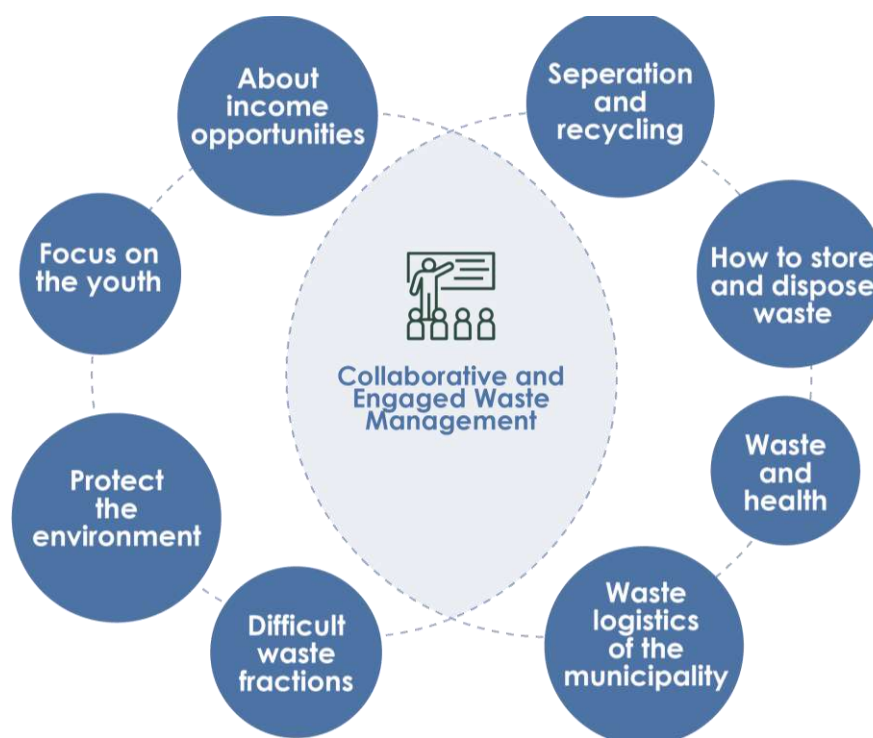 About
income
opportunities
Seperation
and
recycling
Focus on
the youth
How to store
and dispose
waste
Collaborative and
Engaged Waste
Management
Protect
the
environment
Waste
and
health
Difficult
waste
fractions
Waste
logistics
of the
municipality